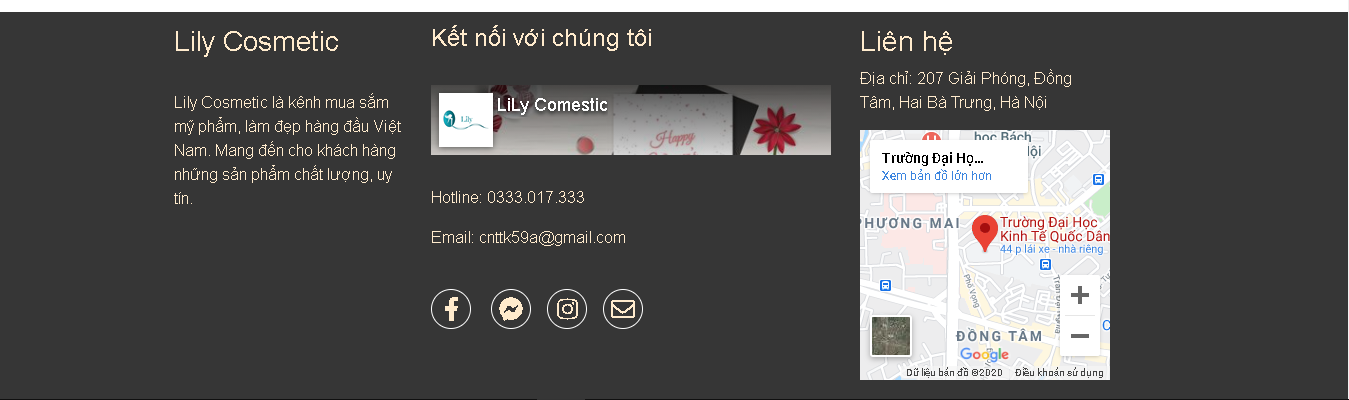 Lily Cosmetic
Lily Cosmetic là kênh mua sắm
mỹ phẩm, làm đẹp hàng đầu Việt
Nam. Mang đến cho khách hàng
những sản phẩm chất lượng, uy
tín.
Kết nối với chúng tôi
Lily
LiLy Comestic
Happy
Hotline: 0333.017.333
Email: cnttk59a@gmail.com
Liên hệ
Địa chỉ: 207 Giải Phóng, Đồng
Tâm, Hai Bà Trưng, Hà Nội
học Bách
Nội
Trường Đại Họ...
Xem bản đồ lớn hơn
PHƯƠNG MAI
Trường Đại Học
Kinh Tế Quốc Dân
44 p lái xe - nhà riêng
Phố Vọng
ĐỒNG TÂM
Google
Dữ liệu bản đồ ©2020
Điều khoản sử dụng